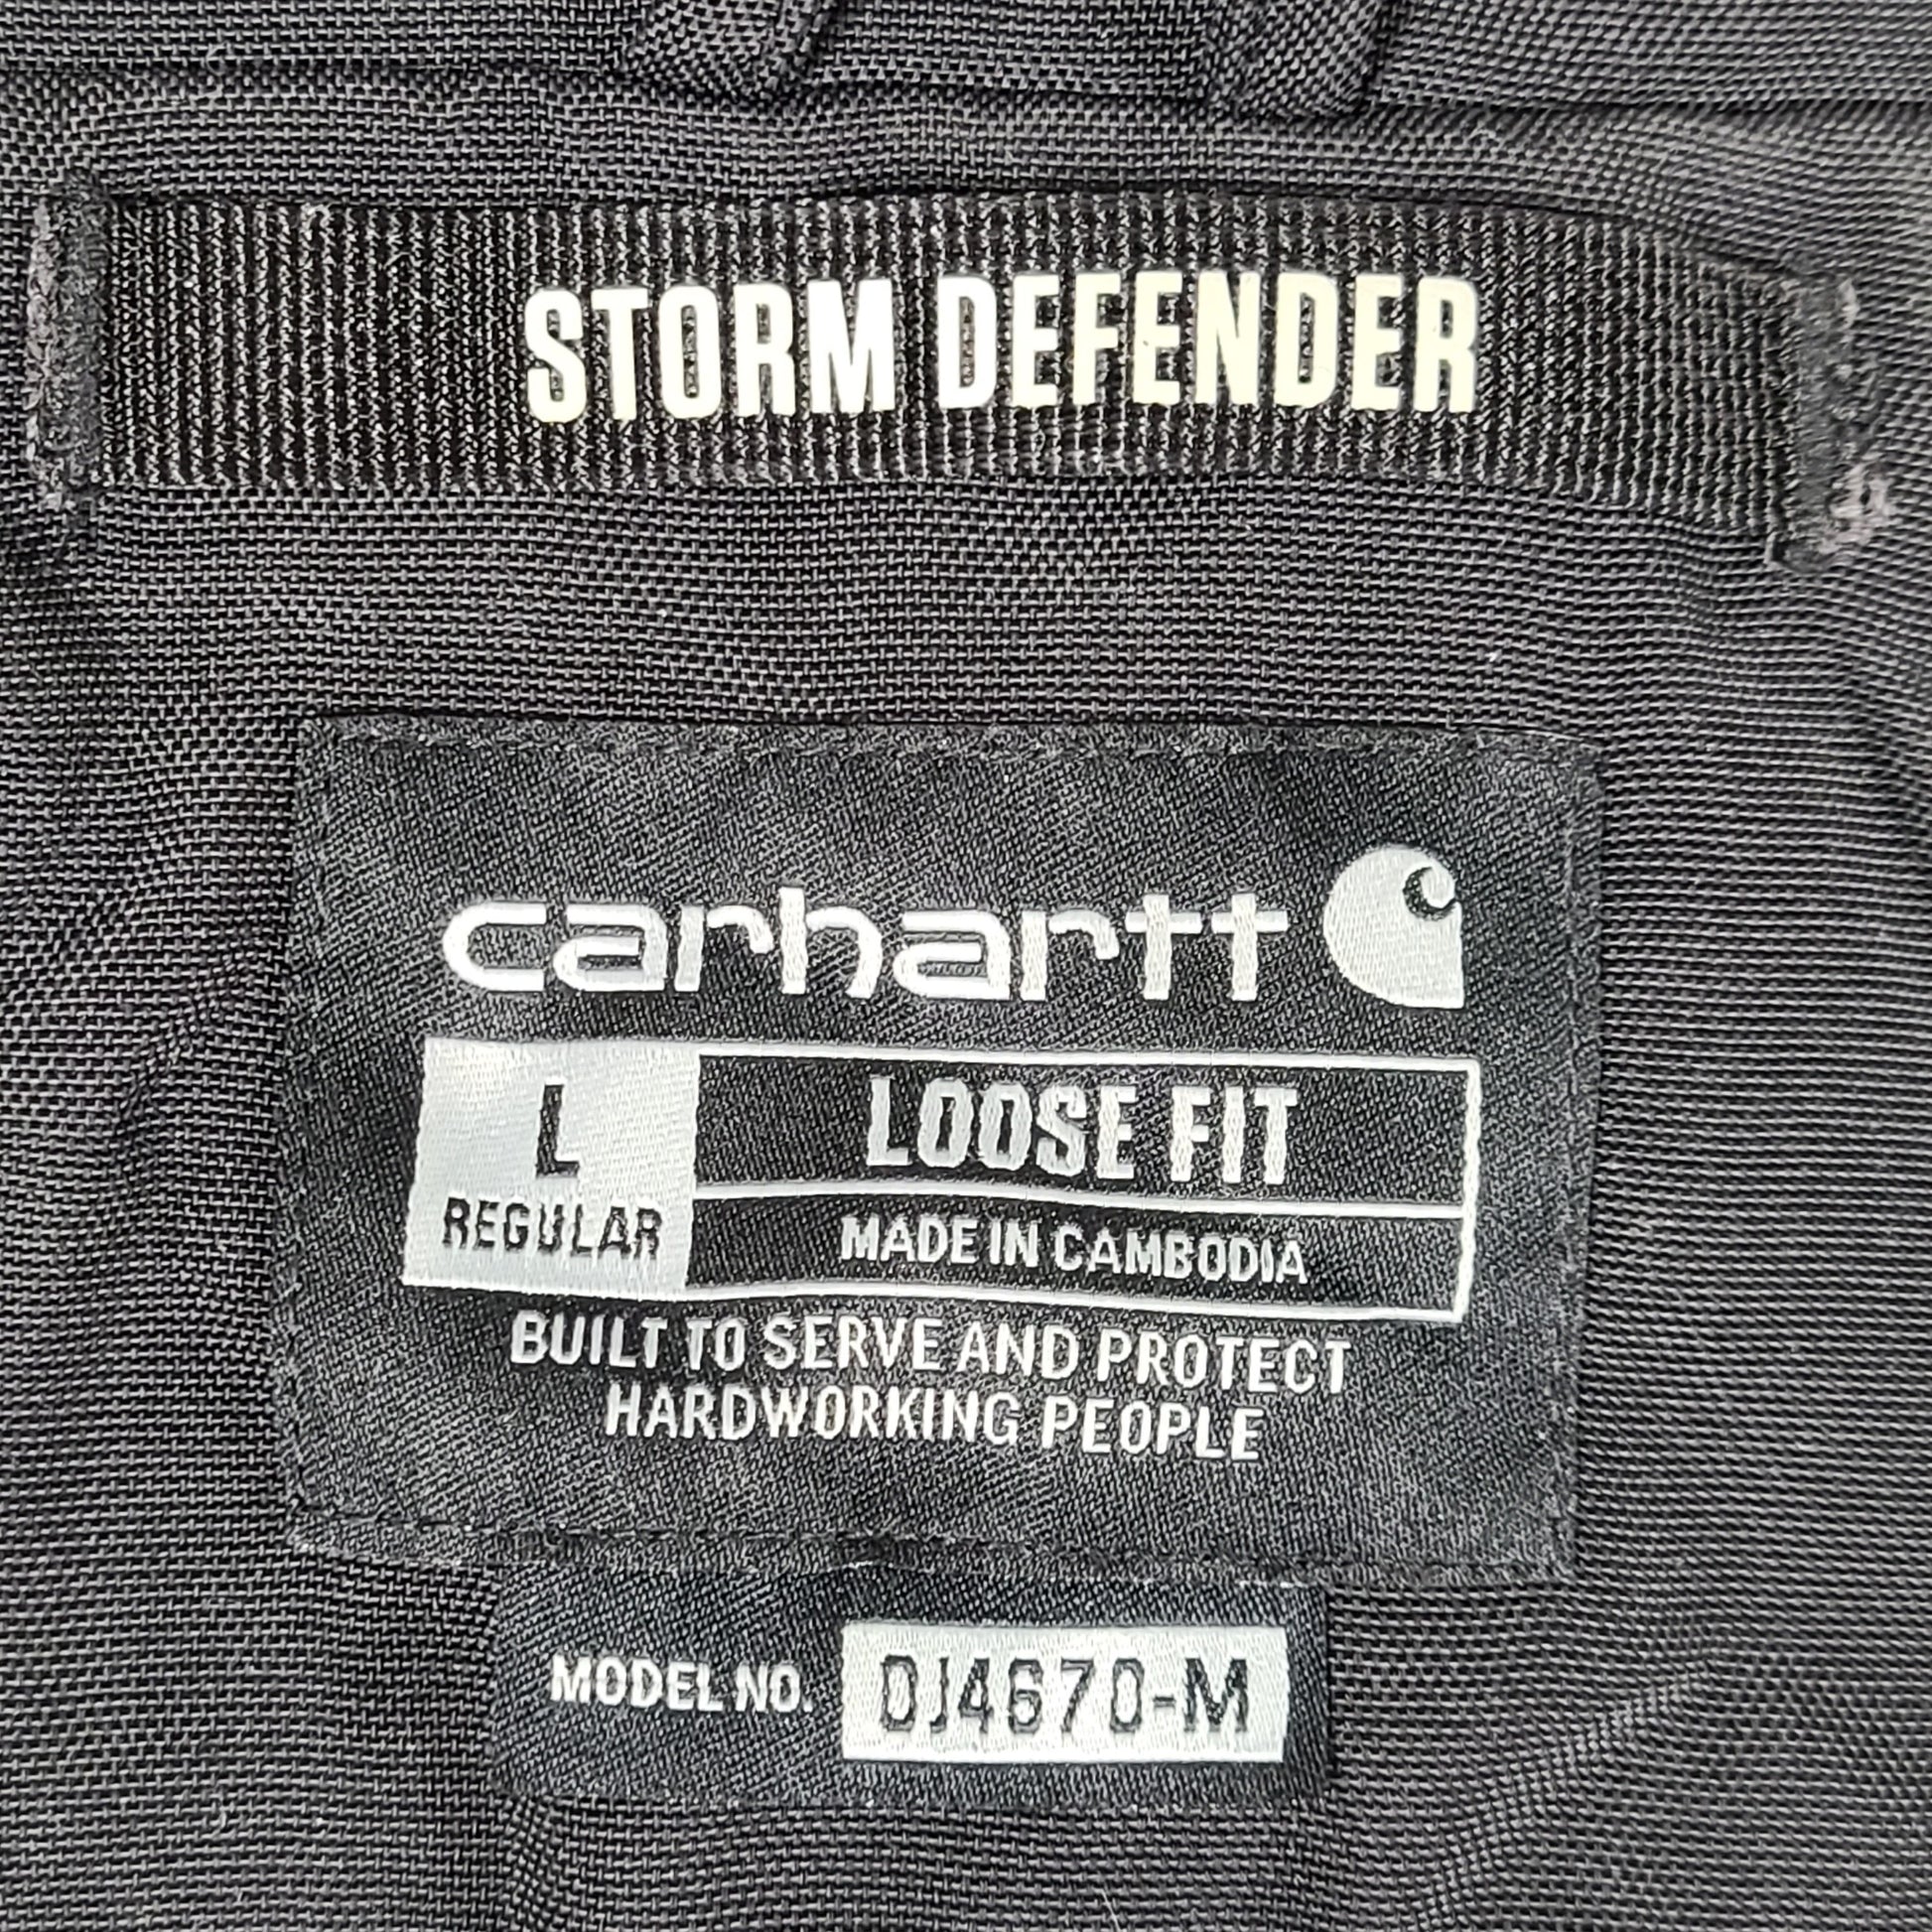 STORM DEFENDER
carhartt
L
REGULAR
LOOSE FIT
MADE IN CAMBODIA
BUILT TO SERVE AND PROTECT
HARDWORKING PEOPLE
MODEL NO. OJ4670-M